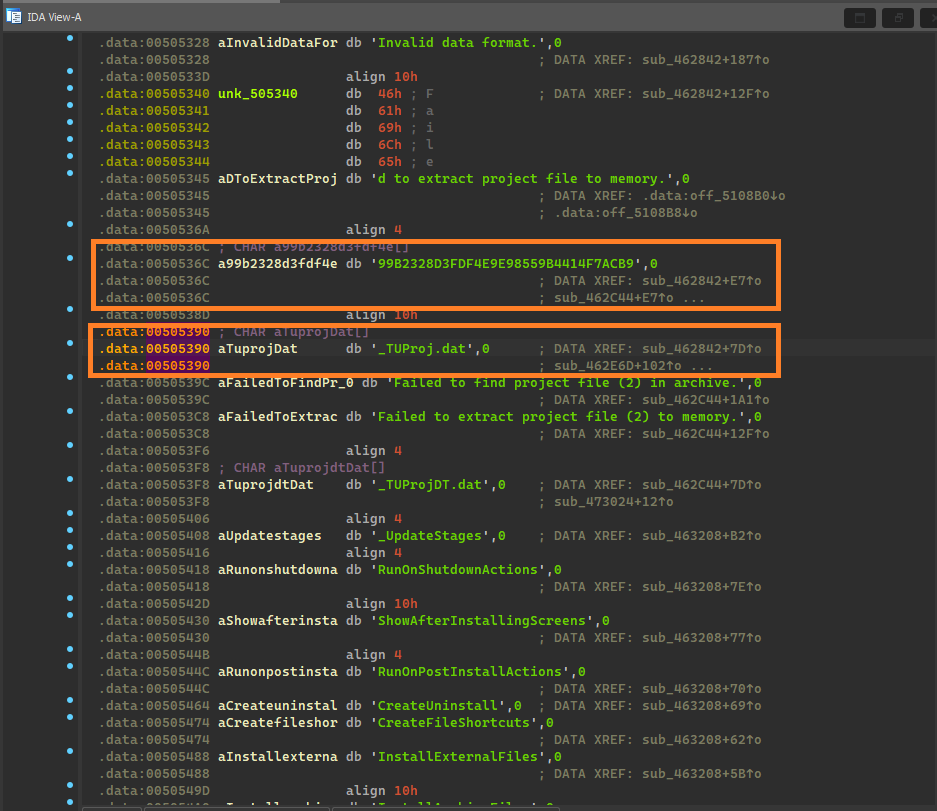 IDA View-A
.data:00505328 aInvalidDataFor db 'Invalid data format.',0
.data:00505328 ; DATA XREF: sub_462842+187↑o
.data:0050533D align 10h
.data:00505340 unk_505340 db 46h ; F ; DATA XREF: sub_462842+12F↑o
.data:00505341 db 61h ; a
.data:00505342 db 69h ; i
.data:00505343 db 6Ch ; l
.data:00505344 db 65h ; e
.data:00505345 aDToExtractProj db 'd to extract project file to memory.',0
.data:00505345 ; DATA XREF: .data:off_5108B0↓o
.data:00505345 ; .data:off_5108B8↓o
.data:0050536A align 4
.data:0050536C ; CHAR a99b2328d3fdf4e[]
.data:0050536C a99b2328d3fdf4e db '99B2328D3FDF4E9E98559B4414F7ACB9',0
.data:0050536C ; DATA XREF: sub_462842+E7↑o
.data:0050536C ; sub_462C44+E7↑o ...
.data:0050538D align 10h
.data:00505390 ; CHAR aTuprojDat[]
.data:00505390 aTuprojDat db '_TUProj.dat',0 ; DATA XREF: sub_462842+7D↑o
.data:00505390 ; sub_462E6D+102↑o ...
.data:0050539C aFailedToFindPr_0 db 'Failed to find project file (2) in archive.',0
.data:0050539C ; DATA XREF: sub_462C44+1A1↑o
.data:005053C8 aFailedToExtrac db 'Failed to extract project file (2) to memory.',0
.data:005053C8 ; DATA XREF: sub_462C44+12F↑o
.data:005053F6 align 4
.data:005053F8 ; CHAR aTuprojdtDat[]
.data:005053F8 aTuprojdtDat db '_TUProjDT.dat',0 ; DATA XREF: sub_462C44+7D↑o
.data:005053F8 ; sub_473024+12↑o
.data:00505406 align 4
.data:00505408 aUpdatestages db '_UpdateStages',0 ; DATA XREF: sub_463208+B2↑o
.data:00505416 align 4
.data:00505418 aRunonshutdowna db 'RunOnShutdownActions',0
.data:00505418 ; DATA XREF: sub_463208+7E↑o
.data:0050542D align 10h
.data:00505430 aShowafterinsta db 'ShowAfterInstallingScreens',0
.data:00505430 ; DATA XREF: sub_463208+77↑o
.data:0050544B align 4
.data:0050544C aRunonpostinsta db 'RunOnPostInstallActions',0
.data:0050544C ; DATA XREF: sub_463208+70↑o
.data:00505464 aCreateuninstal db 'CreateUninstall',0 ; DATA XREF: sub_463208+69↑o
.data:00505474 aCreatefileshor db 'CreateFileShortcuts',0
.data:00505474 ; DATA XREF: sub_463208+62↑o
.data:00505488 aInstallexterna db 'InstallExternalFiles',0
.data:00505488 ; DATA XREF: sub_463208+5B↑o
.data:0050549D align 10h